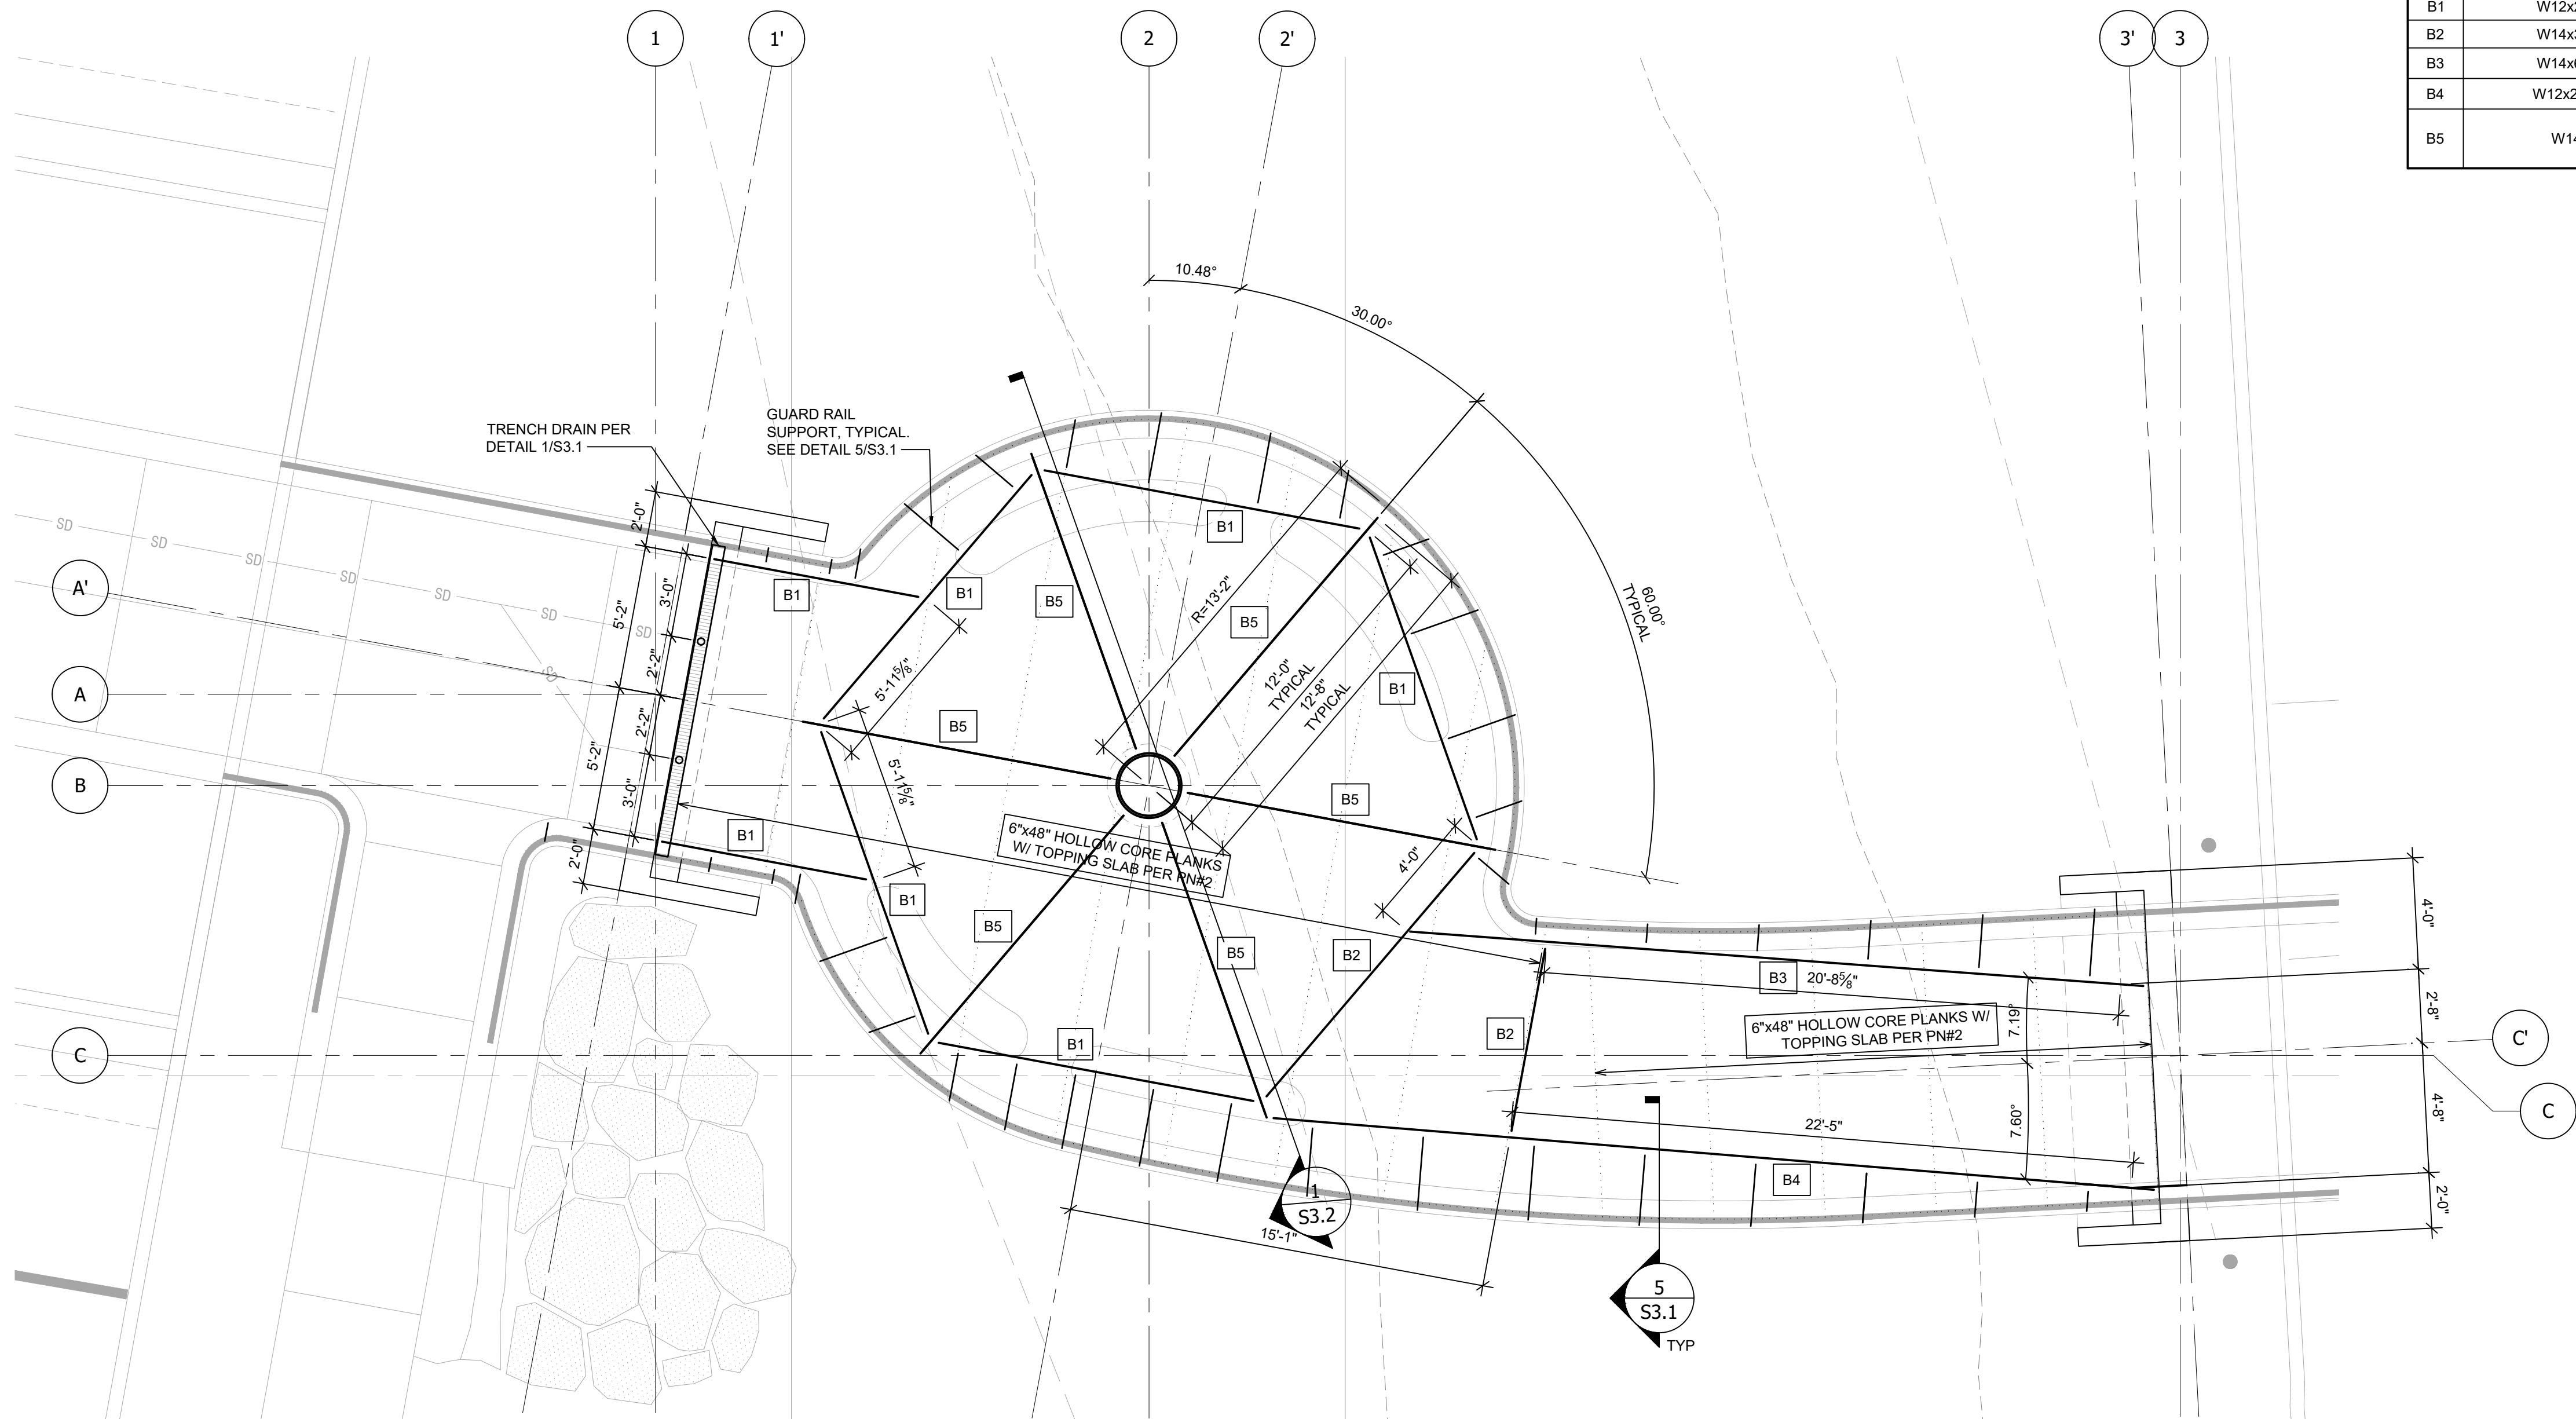 1
1'
2
2'
3'
3
B1
B2
B3
B4
B5
10.48°
30.00°
60.00°
TYPICAL
TRENCH DRAIN PER
DETAIL 1/S3.1
GUARD RAIL
SUPPORT, TYPICAL.
SEE DETAIL 5/S3.1
SD
SD
SD
SD
SD
SD
SD
SD
A'
A
B
C
2'-0"
5'-2"
3'-0"
2'-2"
2'-2"
5'-2"
3'-0"
2'-0"
B1
B1
B5
B1
B5
R=13'-2"
12'-0"
TYPICAL
12'-8"
TYPICAL
B1
5'-11⅝"
B5
5'-11⅝"
B5
B1
B1
B5
6"x48" HOLLOW CORE PLANKS
W/ TOPPING SLAB PER PN#2
B5
4'-0"
B2
B2
B1
B3
20'-8⅝"
6"x48" HOLLOW CORE PLANKS W/
TOPPING SLAB PER PN#2
7.19°
7.60°
22'-5"
B4
4'-0"
2'-8"
4'-8"
2'-0"
C'
C
1
S3.2
15'-1"
5
S3.1
TYP